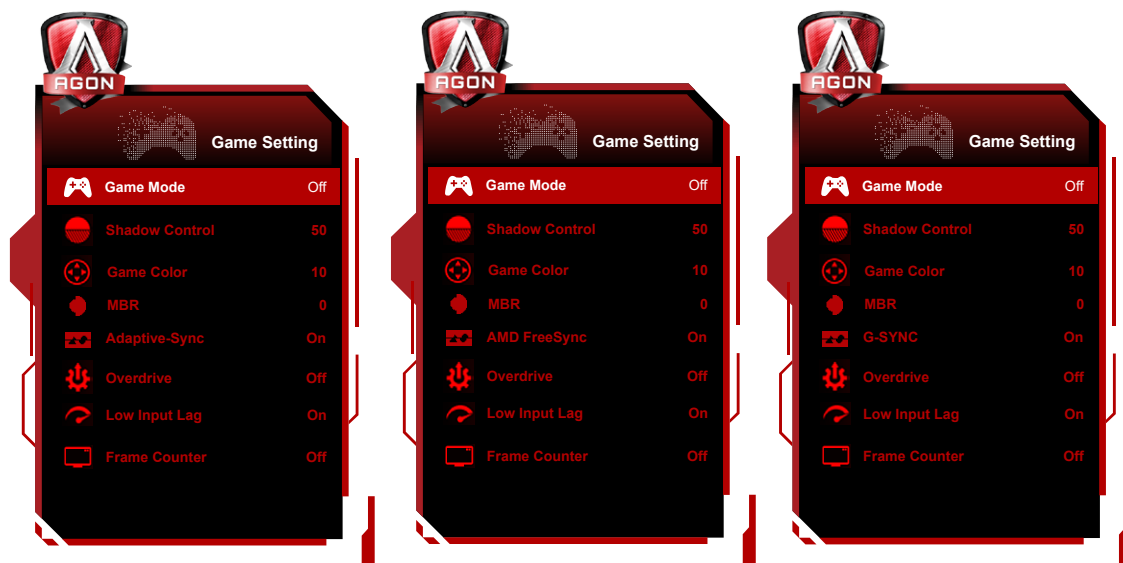 AGON
Game Setting
Game Mode Off
Shadow Control 50
Game Color 10
MBR 0
Adaptive-Sync On
Overdrive Off
Low Input Lag On
Frame Counter Off
AGON
Game Setting
Game Mode Off
Shadow Control 50
Game Color 10
MBR 0
AMD FreeSync On
Overdrive Off
Low Input Lag On
Frame Counter Off
AGON
Game Setting
Game Mode Off
Shadow Control 50
Game Color 10
MBR 0
G-SYNC On
Overdrive Off
Low Input Lag On
Frame Counter Off